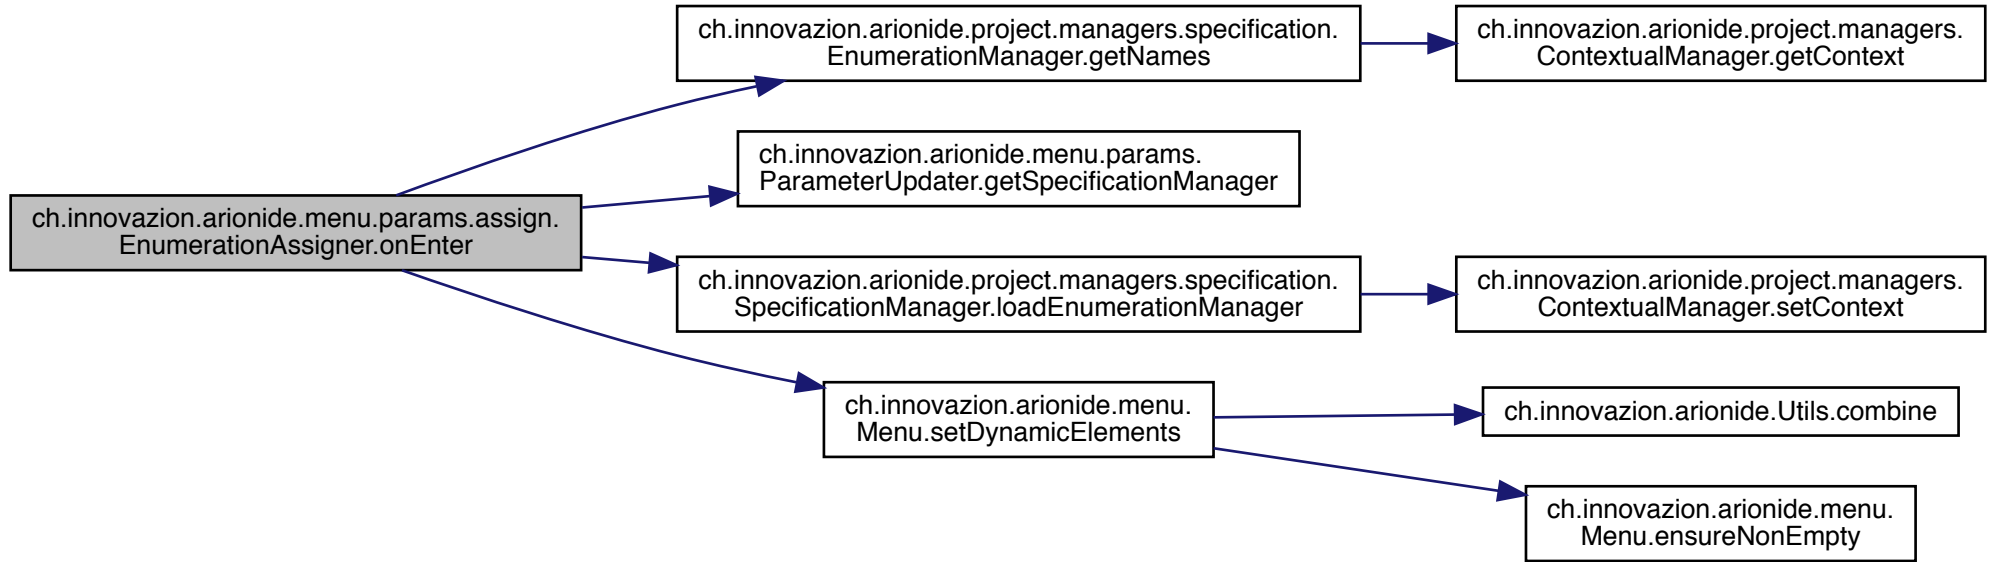 ch.innovazion.arionide.menu.params.assign.
EnumerationAssigner.onEnter
ch.innovazion.arionide.project.managers.specification.
EnumerationManager.getNames
ch.innovazion.arionide.project.managers.
ContextualManager.getContext
ch.innovazion.arionide.menu.params.
ParameterUpdater.getSpecificationManager
ch.innovazion.arionide.project.managers.specification.
SpecificationManager.loadEnumerationManager
ch.innovazion.arionide.project.managers.
ContextualManager.setContext
ch.innovazion.arionide.menu.
Menu.setDynamicElements
ch.innovazion.arionide.Utils.combine
ch.innovazion.arionide.menu.
Menu.ensureNonEmpty